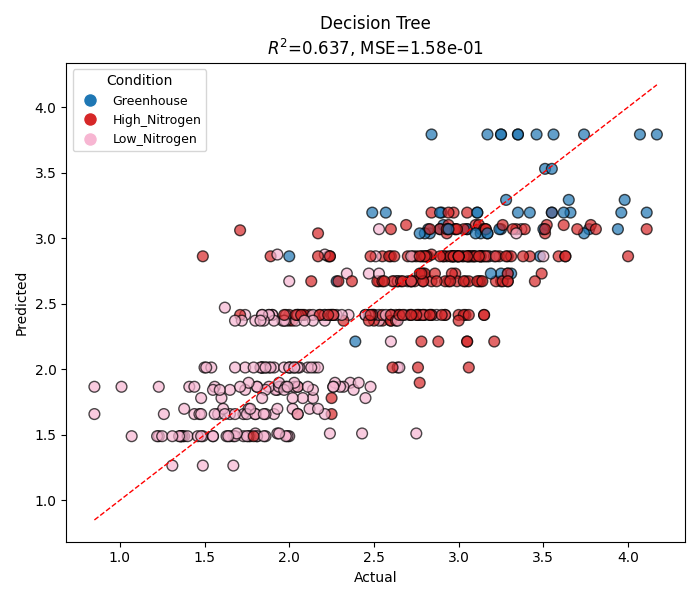 Decision Tree
R²=0.637, MSE=1.58e-01
Condition
Greenhouse
High_Nitrogen
Low_Nitrogen
4.0
3.5
3.0
2.5
2.0
1.5
1.0
Predicted
1.0 1.5 2.0 2.5 3.0 3.5 4.0
Actual